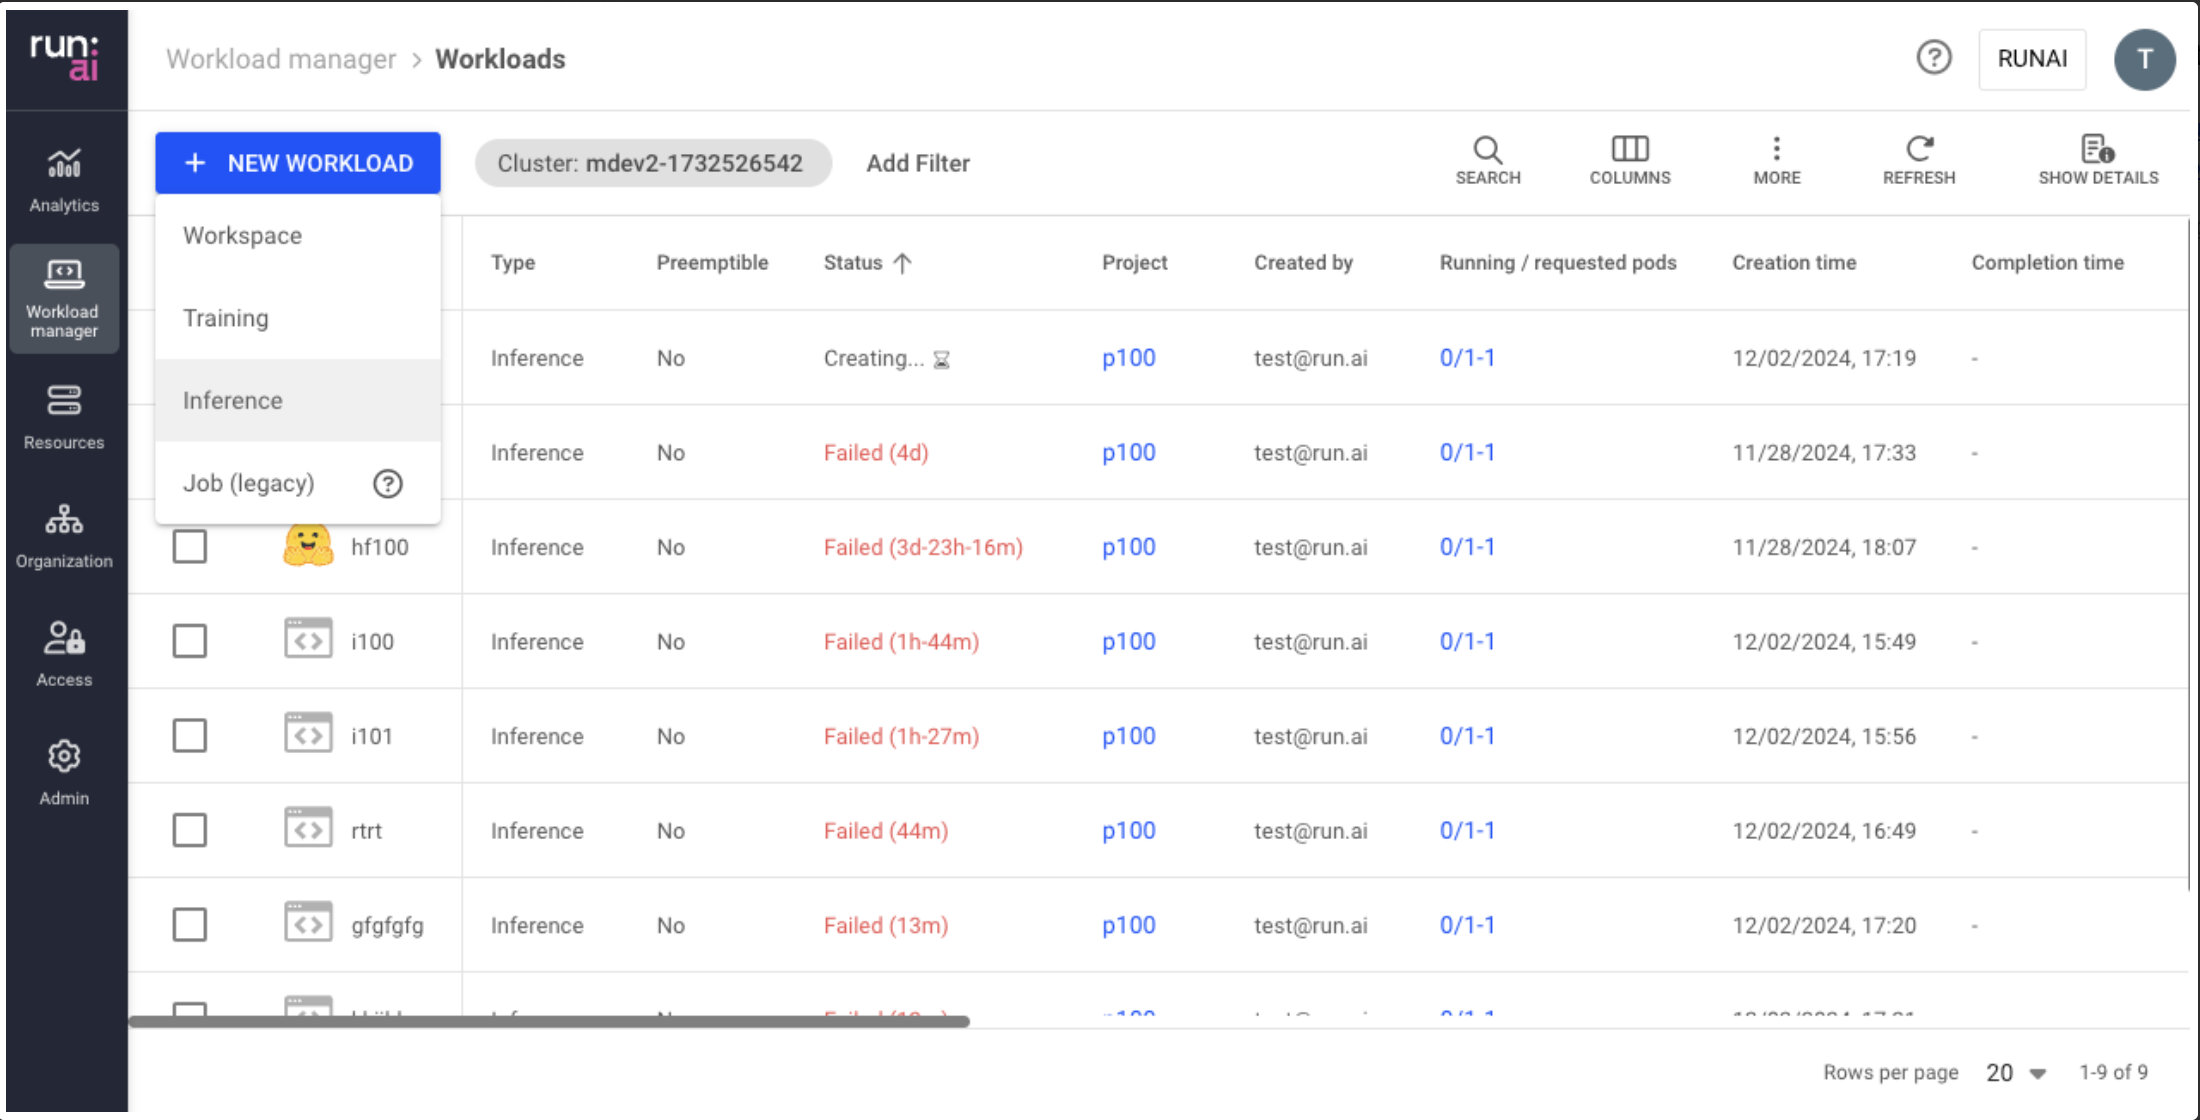 run:
ai
Workload manager > Workloads
RUNAI
T
+ NEW WORKLOAD
Cluster: mdev2-1732526542
Add Filter
SEARCH
COLUMNS
MORE
REFRESH
SHOW DETAILS
Analytics
Workload
manager
Resources
Organization
Access
Admin
Workspace
Training
Inference
Job (legacy)
Type Preemptible Status Project Created by Running / requested pods Creation time Completion time
Inference No Creating... p100 test@run.ai 0/1-1 12/02/2024, 17:19 -
Inference No Failed (4d) p100 test@run.ai 0/1-1 11/28/2024, 17:33 -
hf100 Inference No Failed (3d-23h-16m) p100 test@run.ai 0/1-1 11/28/2024, 18:07 -
i100 Inference No Failed (1h-44m) p100 test@run.ai 0/1-1 12/02/2024, 15:49 -
i101 Inference No Failed (1h-27m) p100 test@run.ai 0/1-1 12/02/2024, 15:56 -
rtrt Inference No Failed (44m) p100 test@run.ai 0/1-1 12/02/2024, 16:49 -
gfgfgfg Inference No Failed (13m) p100 test@run.ai 0/1-1 12/02/2024, 17:20 -
Rows per page 20 1-9 of 9